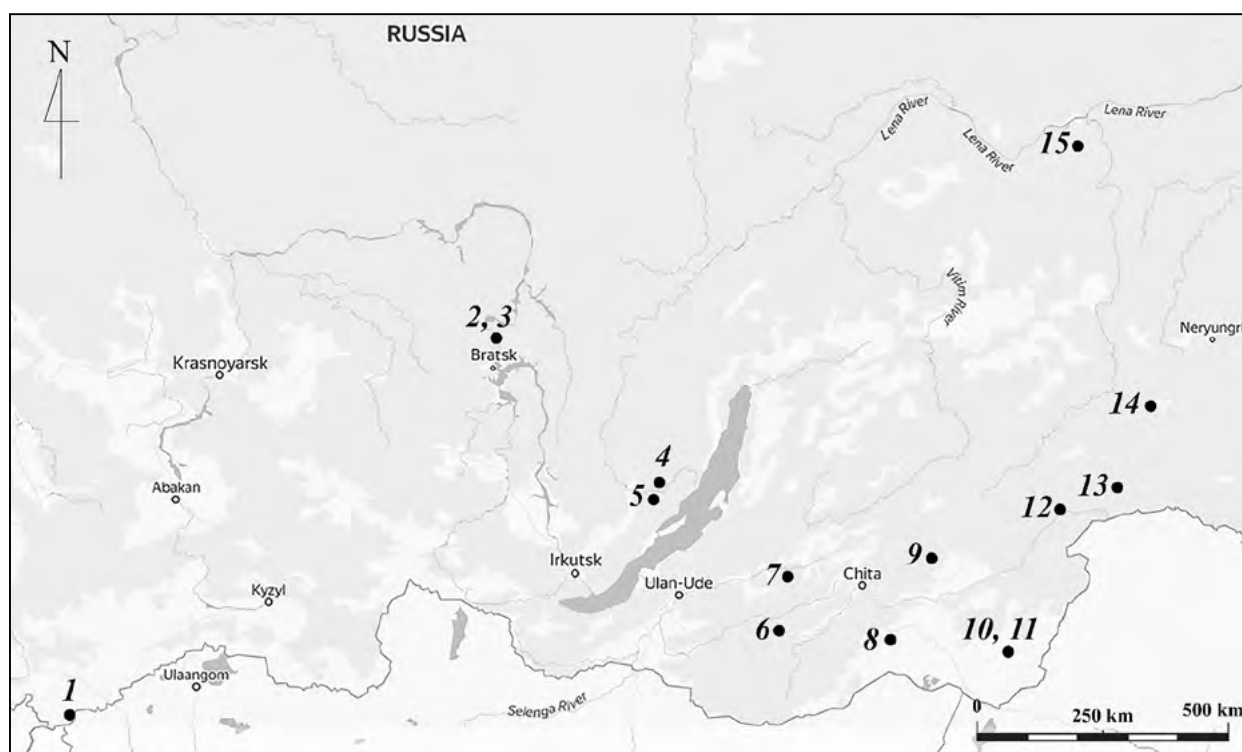 RUSSIA
N
Lena River
Lena River
Lena River
15
Vitim River
2, 3
Bratsk
Neryungri
Krasnoyarsk
14
4
5
Abakan
13
12
9
Irkutsk
7
Chita
Ulan-Ude
Kyzyl
6
8
10, 11
Ulaangom
1
Selenga River
0
250 km
500 km